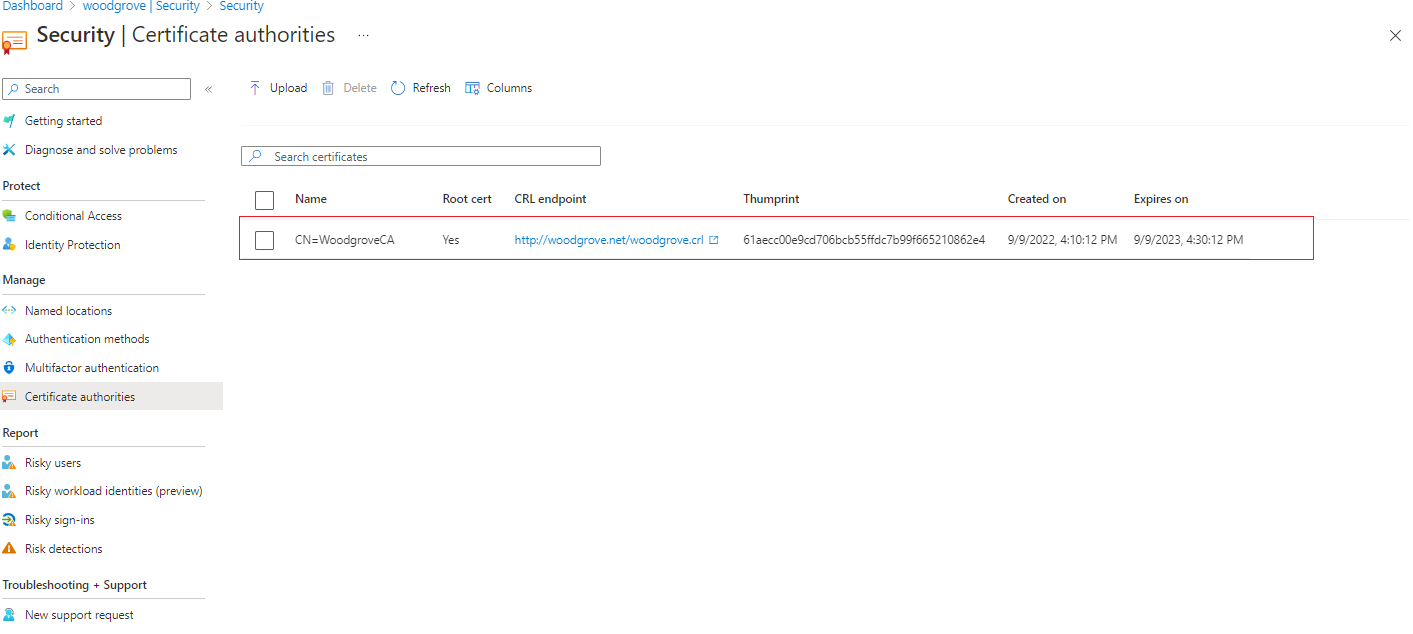 Dashboard > woodgrove | Security > Security
Security | Certificate authorities ...
Search «
Upload Delete Refresh Columns
Getting started
Diagnose and solve problems
Protect
Conditional Access
Identity Protection
Manage
Named locations
Authentication methods
Multifactor authentication
Certificate authorities
Report
Risky users
Risky workload identities (preview)
Risky sign-ins
Risk detections
Troubleshooting + Support
New support request
Search certificates
Name Root cert CRL endpoint Thumprint Created on Expires on
CN=WoodgroveCA Yes http://woodgrove.net/woodgrove.crl 61aecc00e9cd706bcb55ffdc7b99f665210862e4 9/9/2022, 4:10:12 PM 9/9/2023, 4:30:12 PM